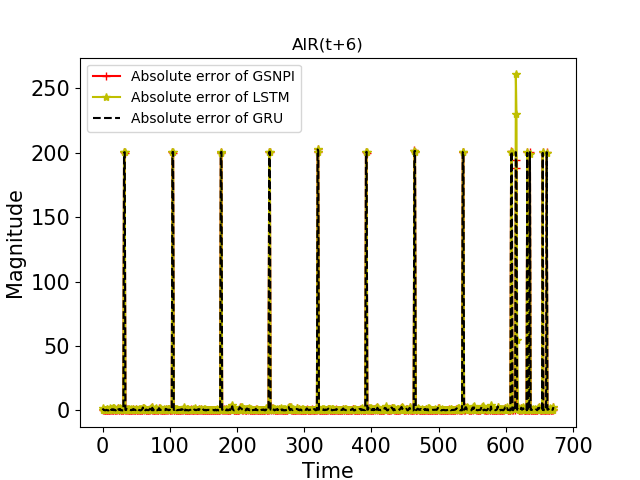 AIR(t+6)
Absolute error of GSNPI
Absolute error of LSTM
Absolute error of GRU
Magnitude
250
200
150
100
50
0
0 100 200 300 400 500 600 700
Time